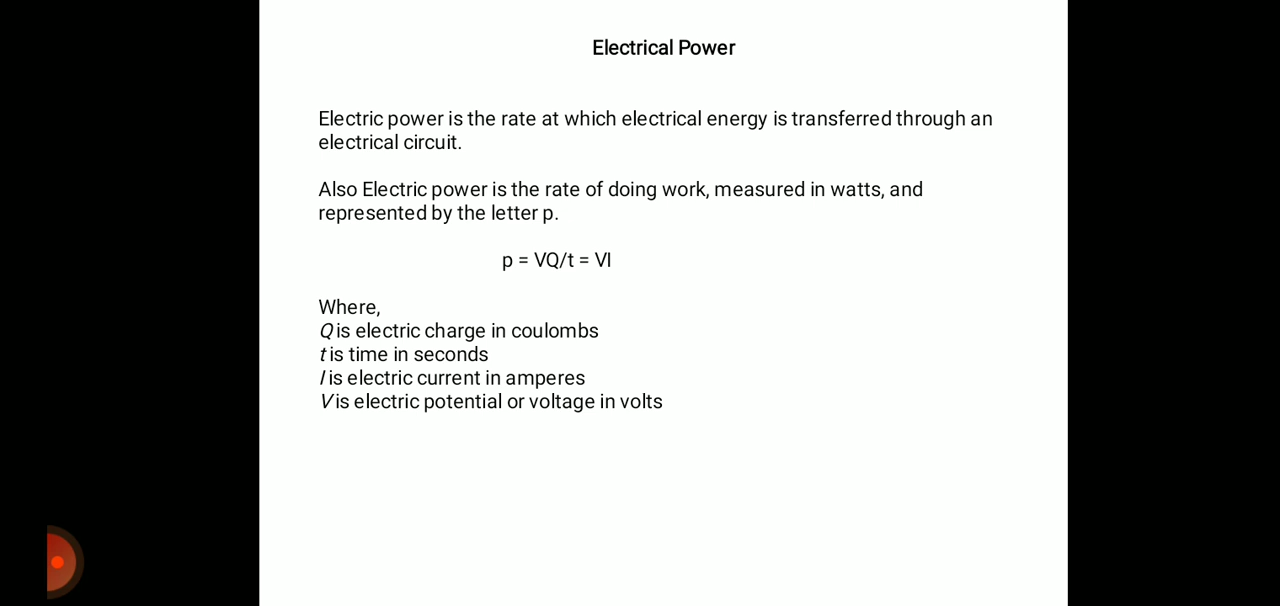 Electrical Power
Electric power is the rate at which electrical energy is transferred through an
electrical circuit.
Also Electric power is the rate of doing work, measured in watts, and
represented by the letter p.
p = VQ/t = VI
Where,
Q is electric charge in coulombs
t is time in seconds
I is electric current in amperes
V is electric potential or voltage in volts